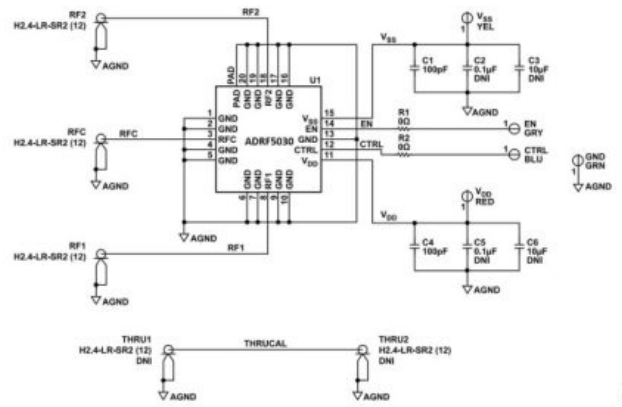 RF2
H2.4-LR-SR2 (12)
AGND
RF2
VSS
VSS
YEL
1
C1
100pF
C2
0.1µF
DNI
C3
10µF
DNI
AGND
U1
PAD
20
19
18
17
16
PAD
GND
GND
RF2
GND
GND
RFC
H2.4-LR-SR2 (12)
AGND
RFC
1
2
3
4
5
GND
GND
RFC
GND
GND
ADRF5030
VSS
EN
GND
CTRL
VDD
15
14
13
12
11
EN
CTRL
R1
0Ω
R2
0Ω
1
EN
GRY
1
CTRL
BLU
GND
GRN
1
AGND
GND
GND
RF1
GND
GND
6
7
8
9
10
AGND
RF1
H2.4-LR-SR2 (12)
AGND
RF1
VDD
VDD
RED
1
C4
100pF
C5
0.1µF
DNI
C6
10µF
DNI
AGND
THRU1
H2.4-LR-SR2 (12)
DNI
AGND
THRUCAL
THRU2
H2.4-LR-SR2 (12)
DNI
AGND